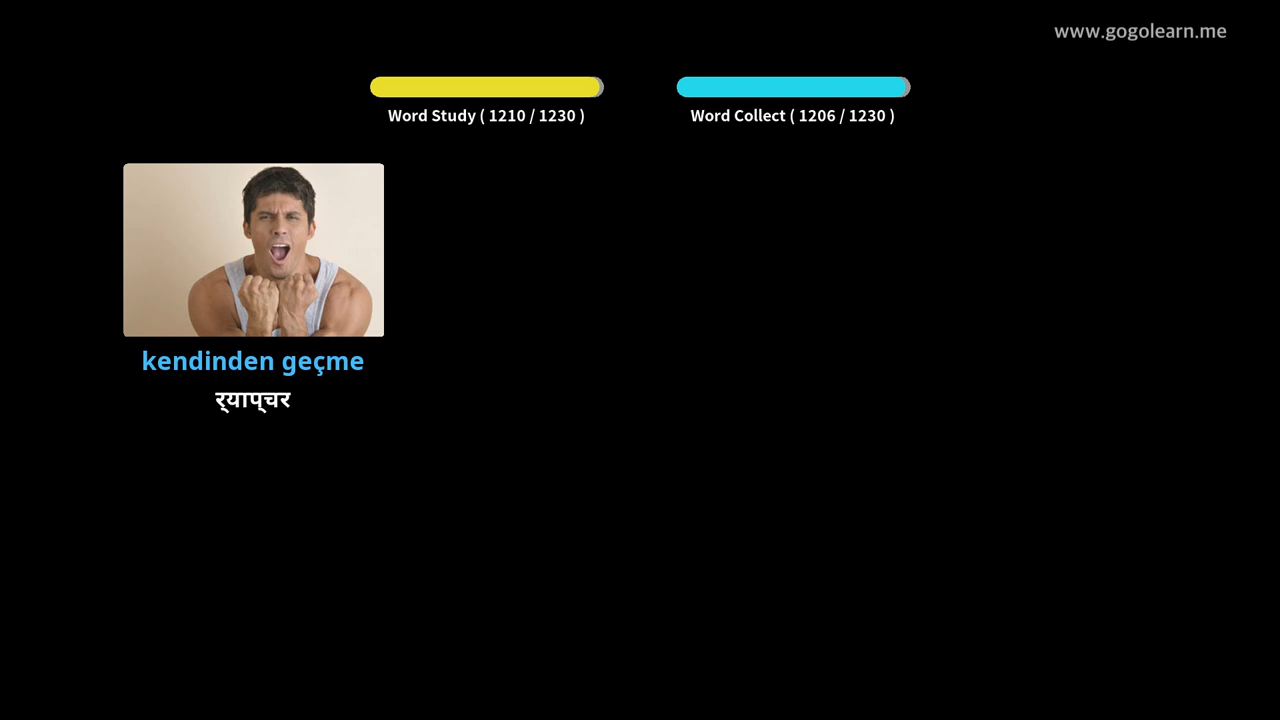 www.gogolearn.me
Word Study ( 1210 / 1230 )
Word Collect ( 1206 / 1230 )
kendinden geçme
र्‍याप्चर